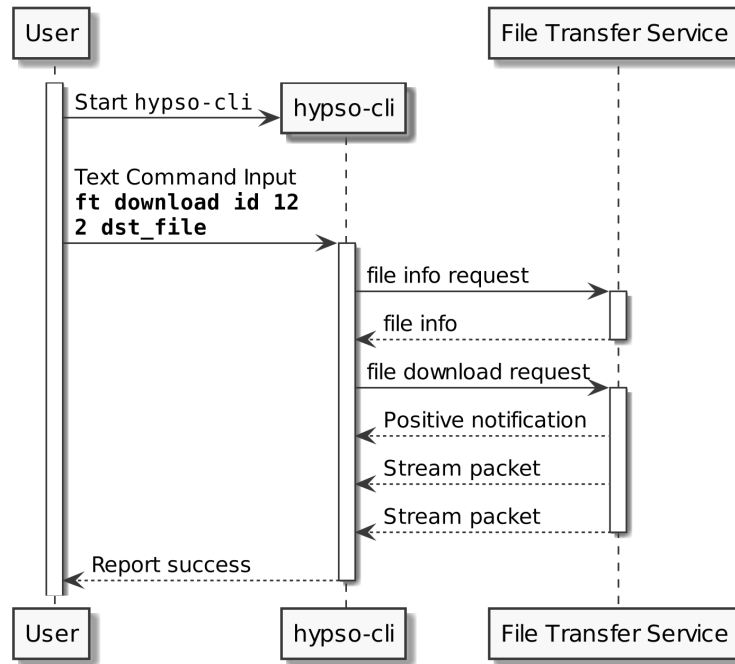 User
File Transfer Service
Start hypso-cli
hypso-cli
Text Command Input
ft download id 12
2 dst_file
file info request
file info
file download request
Positive notification
Stream packet
Stream packet
Report success
User
hypso-cli
File Transfer Service